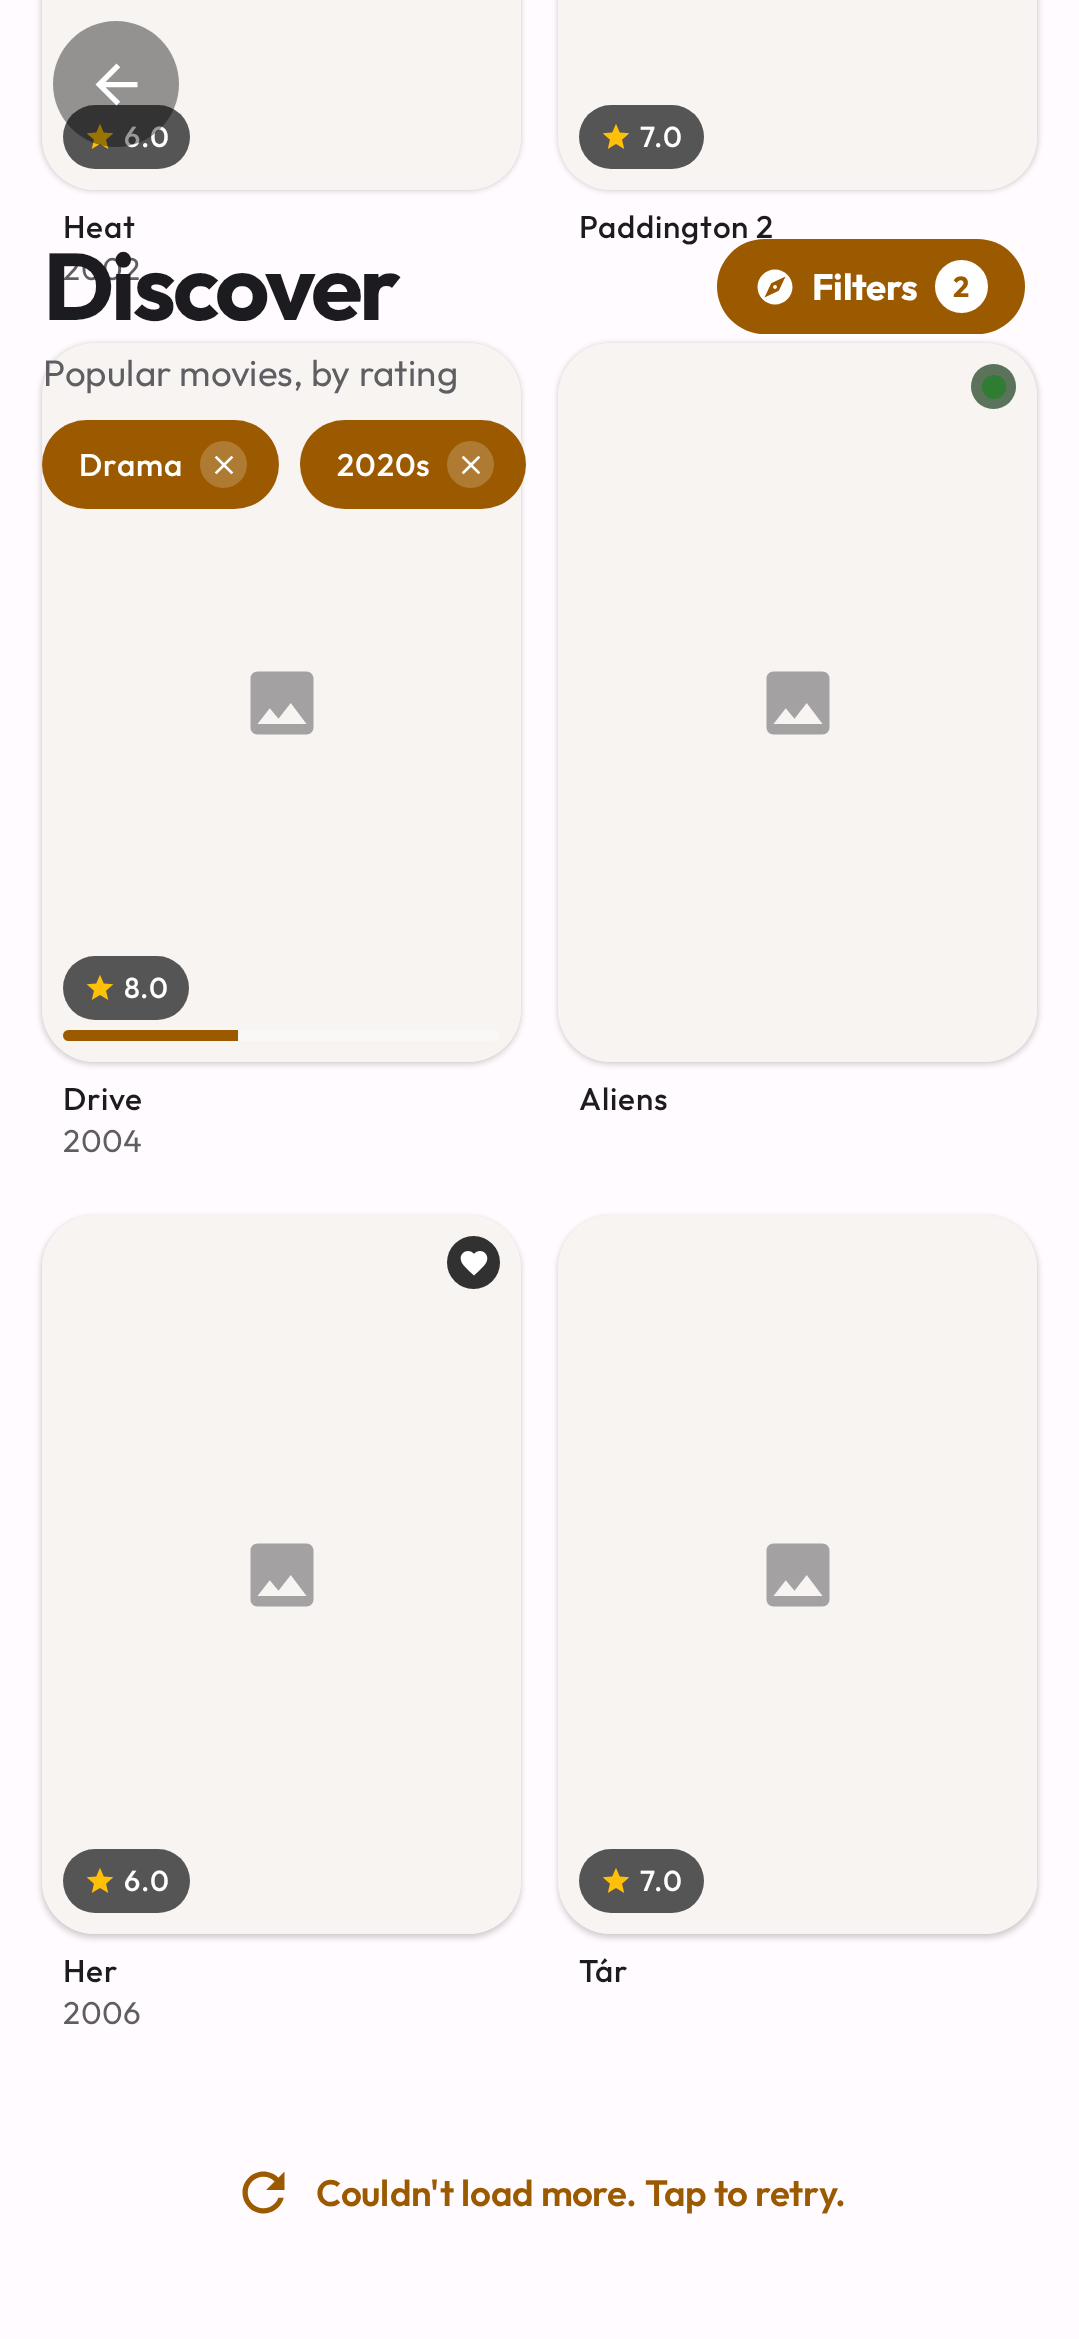 6.0
7.0
Heat
Paddington 2
2002
Discover
Filters 2
Popular movies, by rating
Drama
2020s
8.0
Drive
Aliens
2004
6.0
7.0
Her
Tár
2006
Couldn't load more. Tap to retry.